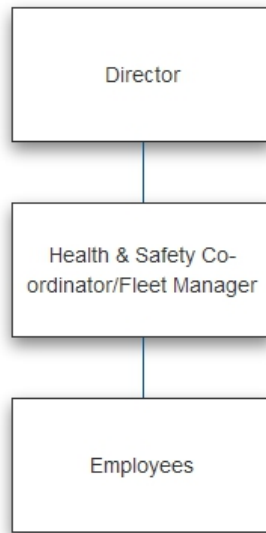 Director
Health & Safety Co-
ordinator/Fleet Manager
Employees